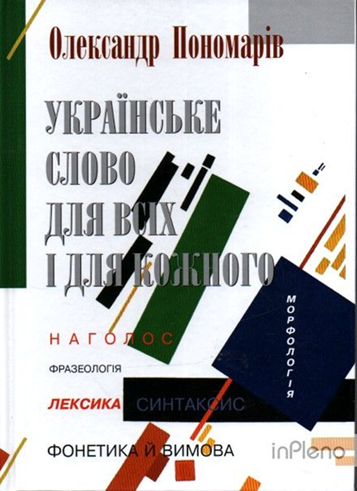 Олександр Пономарів
УКРАЇНСЬКЕ
СЛОВО
ДЛЯ ВСІХ
І ДЛЯ КОЖНОГО
МОРФОЛОГІЯ
НАГОЛОС
ФРАЗЕОЛОГІЯ
ЛЕКСИКА СИНТАКСИС
ФОНЕТИКА Й ВИМОВА
inPleno